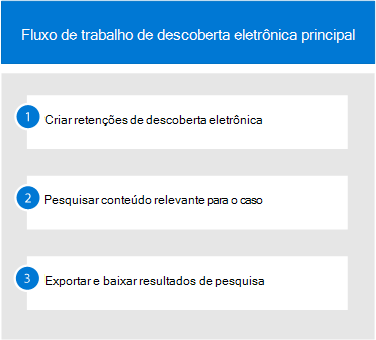 Fluxo de trabalho de descoberta eletrônica principal
1 Criar retenções de descoberta eletrônica
2 Pesquisar conteúdo relevante para o caso
3 Exportar e baixar resultados de pesquisa